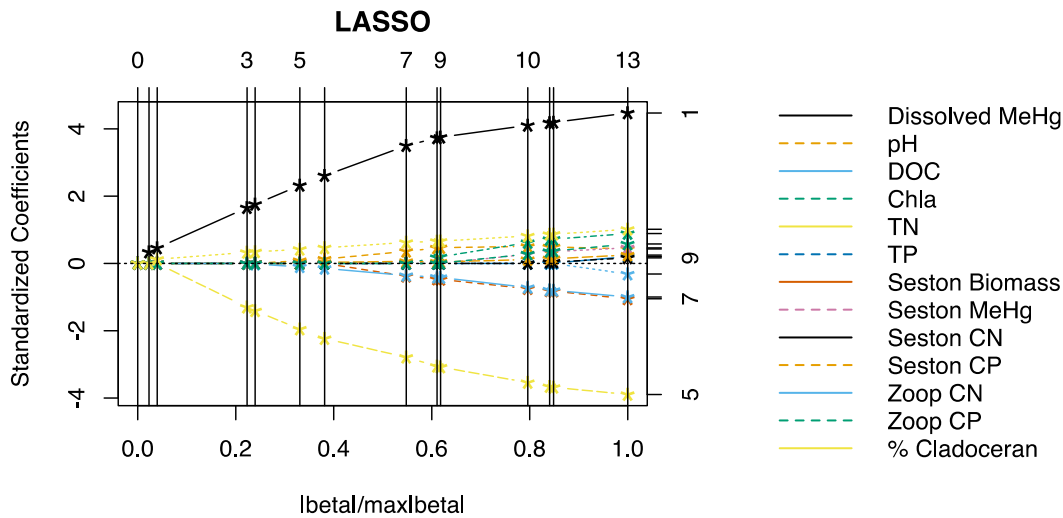 LASSO
0 3 5 7 9 10 13
Standardized Coefficients
4
2
0
-2
-4
1
9
7
5
0.0 0.2 0.4 0.6 0.8 1.0
|beta|/max|beta|
Dissolved MeHg
pH
DOC
Chla
TN
TP
Seston Biomass
Seston MeHg
Seston CN
Seston CP
Zoop CN
Zoop CP
% Cladoceran